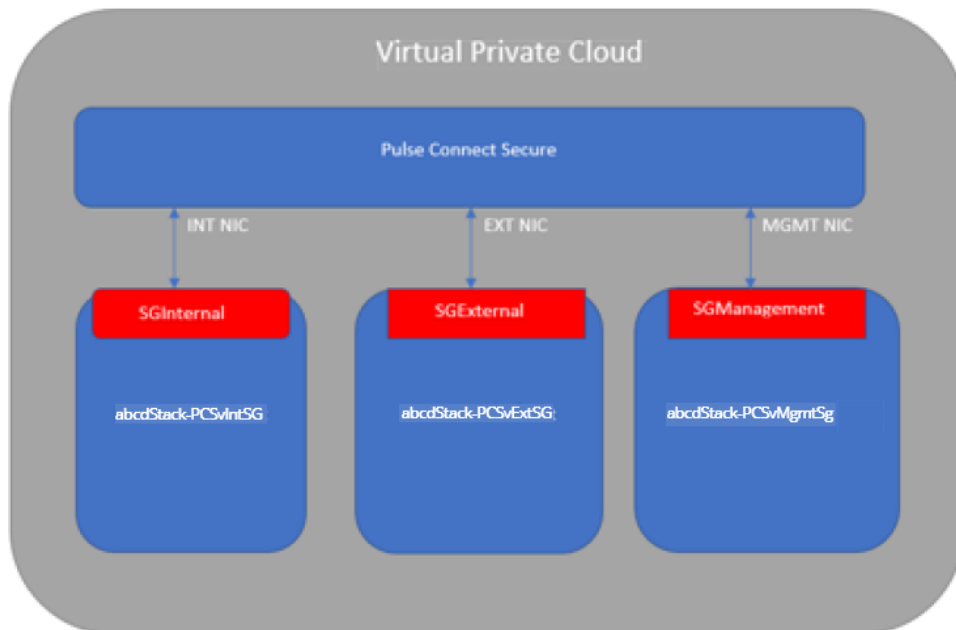 Virtual Private Cloud
Pulse Connect Secure
INT NIC
EXT NIC
MGMT NIC
SGInternal
SGExternal
SGManagement
abcdStack-PCSvIntSG
abcdStack-PCSvExtSG
abcdStack-PCSvMgmtSg